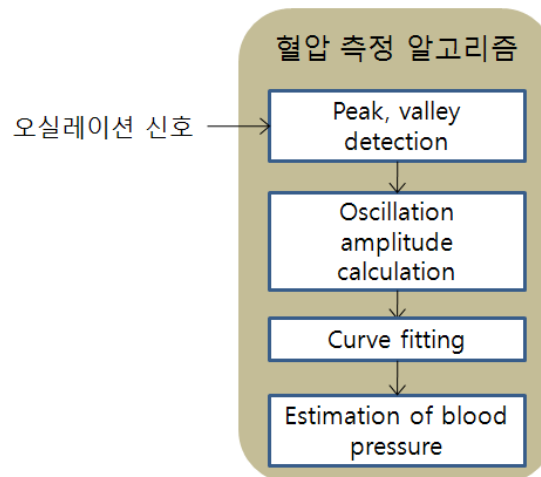 혈압 측정 알고리즘
오실레이션 신호
Peak, valley
detection
Oscillation
amplitude
calculation
Curve fitting
Estimation of blood
pressure